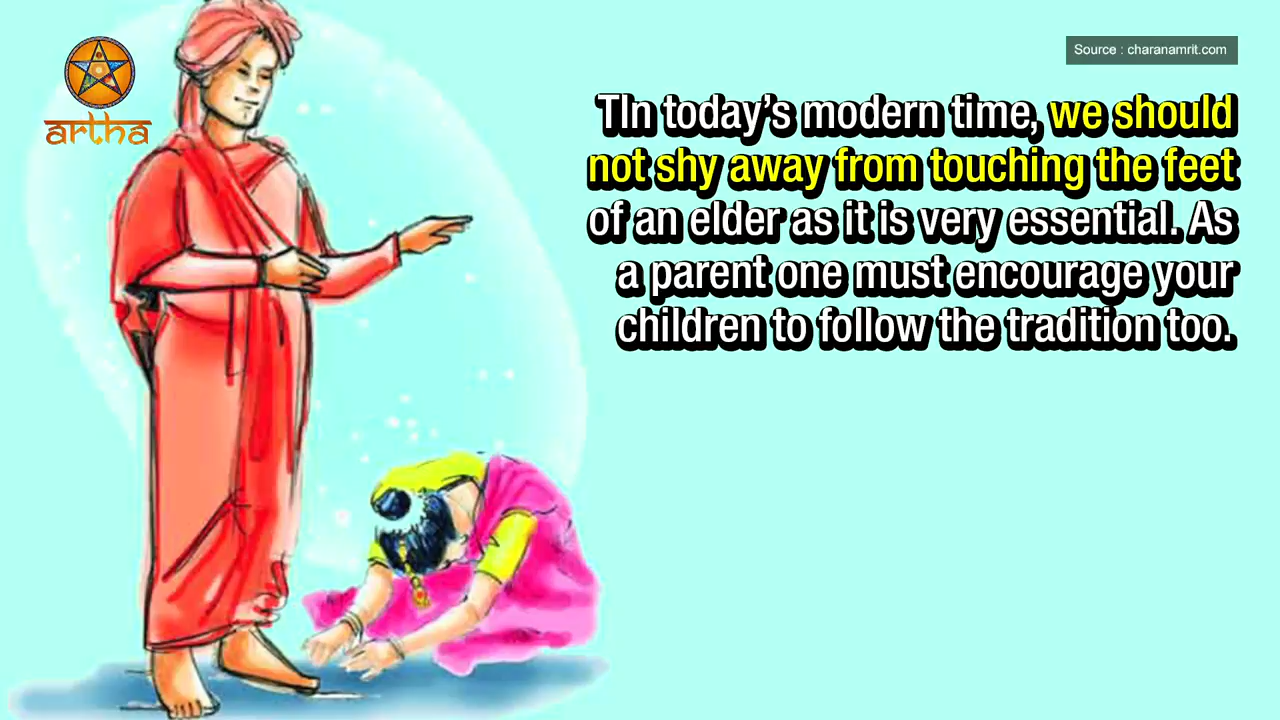 artha
Source : charanamrit.com
TIn today's modern time, we should
not shy away from touching the feet
of an elder as it is very essential. As
a parent one must encourage your
children to follow the tradition too.